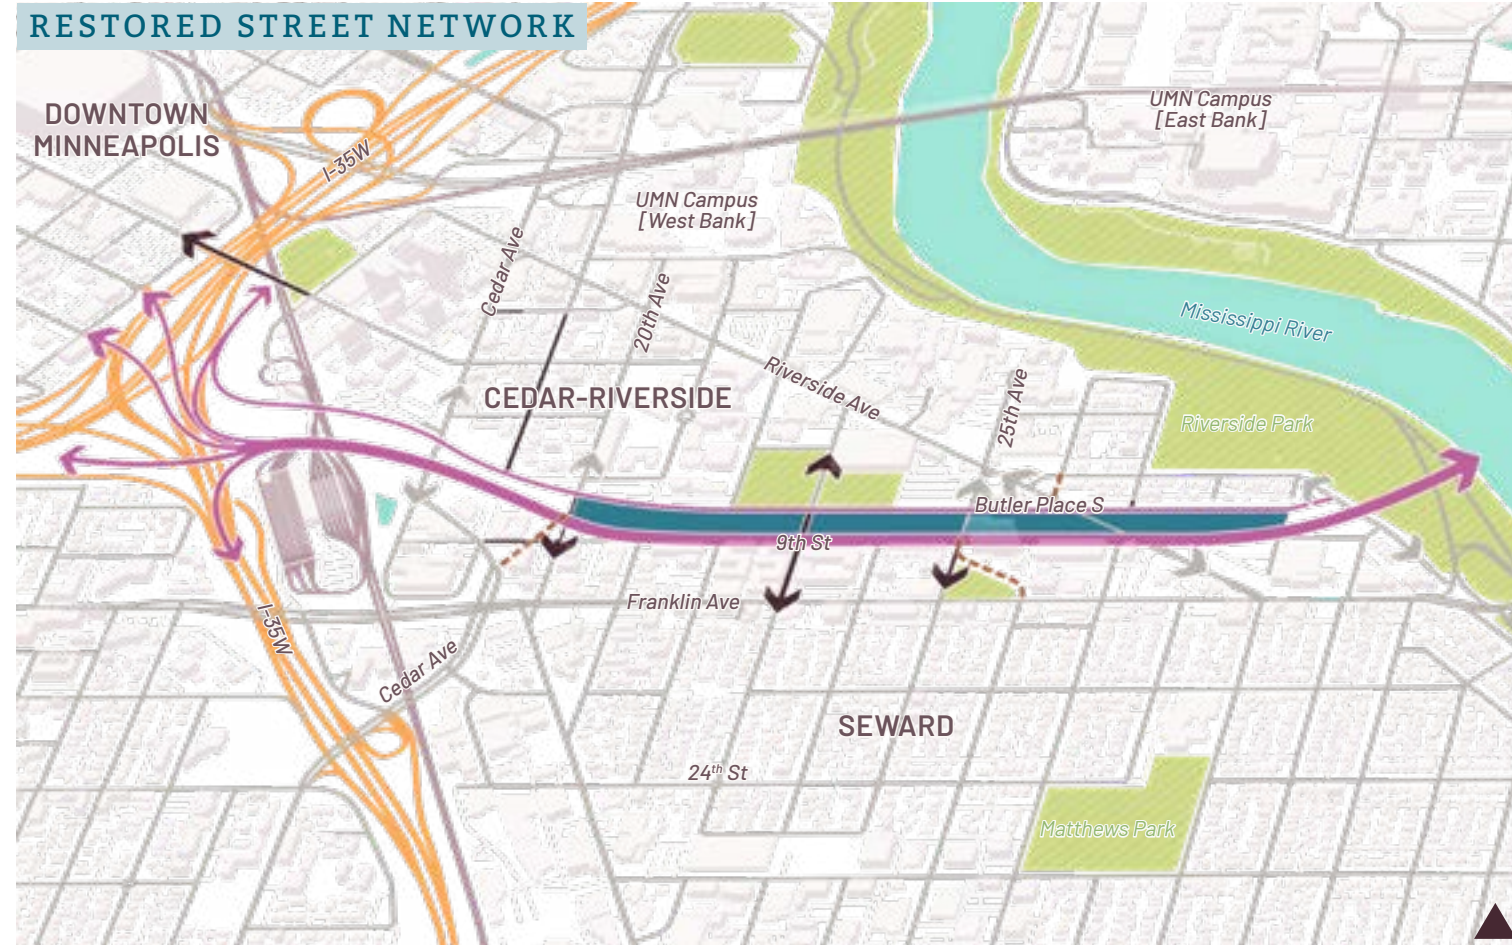 RESTORED STREET NETWORK
DOWNTOWN
MINNEAPOLIS
I-35W
UMN Campus
[East Bank]
UMN Campus
[West Bank]
Cedar Ave
20th Ave
Mississippi River
Riverside Ave
CEDAR-RIVERSIDE
25th Ave
Riverside Park
Butler Place S
9th St
Franklin Ave
I-35W
Cedar Ave
SEWARD
24th St
Matthews Park